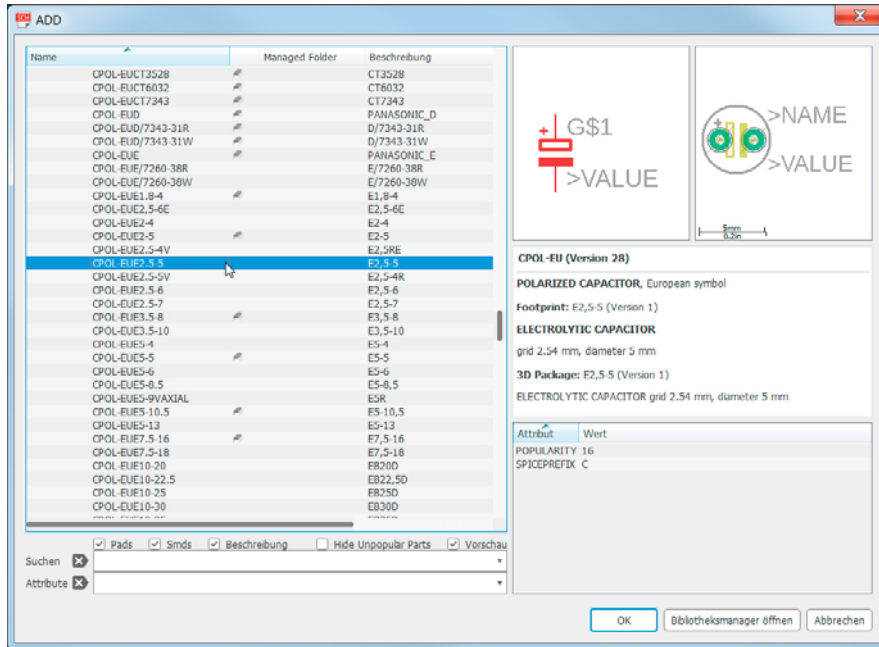 SCH ADD
Name Managed Folder Beschreibung
CPOL-EUCT3528 CT3528
CPOL-EUCT6032 CT6032
CPOL-EUCT7343 CT7343
CPOL-EUD PANASONIC_D
CPOL-EUD/7343-31R D/7343-31R
CPOL-EUD/7343-31W D/7343-31W
CPOL-EUE PANASONIC_E
CPOL-EUE/7260-38R E/7260-38R
CPOL-EUE/7260-38W E/7260-38W
CPOL-EUE1.8-4 E1,8-4
CPOL-EUE2,5-6E E2,5-6E
CPOL-EUE2-4 E2-4
CPOL-EUE2-5 E2-5
CPOL-EUE2.5-4V E2,5RE
CPOL-EUE2.5-5 E2,5-5
CPOL-EUE2.5-5V E2,5-4R
CPOL-EUE2.5-6 E2,5-6
CPOL-EUE2.5-7 E2,5-7
CPOL-EUE3.5-8 E3,5-8
CPOL-EUE3.5-10 E3,5-10
CPOL-EUE5-4 E5-4
CPOL-EUE5-5 E5-5
CPOL-EUE5-6 E5-6
CPOL-EUE5-8.5 E5-8,5
CPOL-EUE5-9VAXIAL E5R
CPOL-EUE5-10.5 E5-10,5
CPOL-EUE5-13 E5-13
CPOL-EUE7.5-16 E7,5-16
CPOL-EUE7.5-18 E7,5-18
CPOL-EUE10-20 EB20D
CPOL-EUE10-22.5 EB22,5D
CPOL-EUE10-25 EB25D
CPOL-EUE10-30 EB30D
Pads Smds Beschreibung Hide Unpopular Parts Vorschau
Suchen
Attribute
+ G$1
>VALUE
+ >NAME
>VALUE
5mm
0.2in
CPOL-EU (Version 28)
POLARIZED CAPACITOR, European symbol
Footprint: E2,5-5 (Version 1)
ELECTROLYTIC CAPACITOR
grid 2.54 mm, diameter 5 mm
3D Package: E2,5-5 (Version 1)
ELECTROLYTIC CAPACITOR grid 2.54 mm, diameter 5 mm
Attribut Wert
POPULARITY 16
SPICEPREFIX C
OK Bibliotheksmanager öffnen Abbrechen